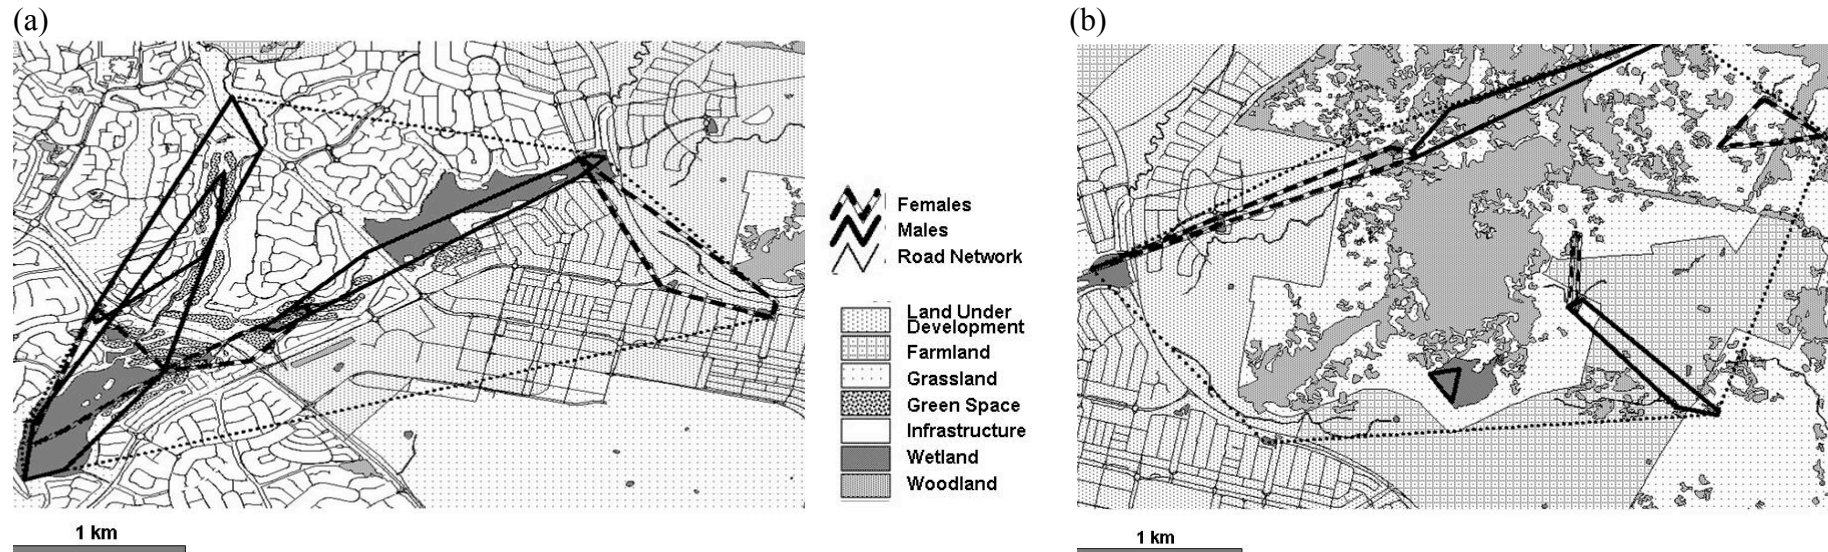 (a)
(b)
Females
Males
Road Network
Land Under
Development
Farmland
Grassland
Green Space
Infrastructure
Wetland
Woodland
1 km
1 km